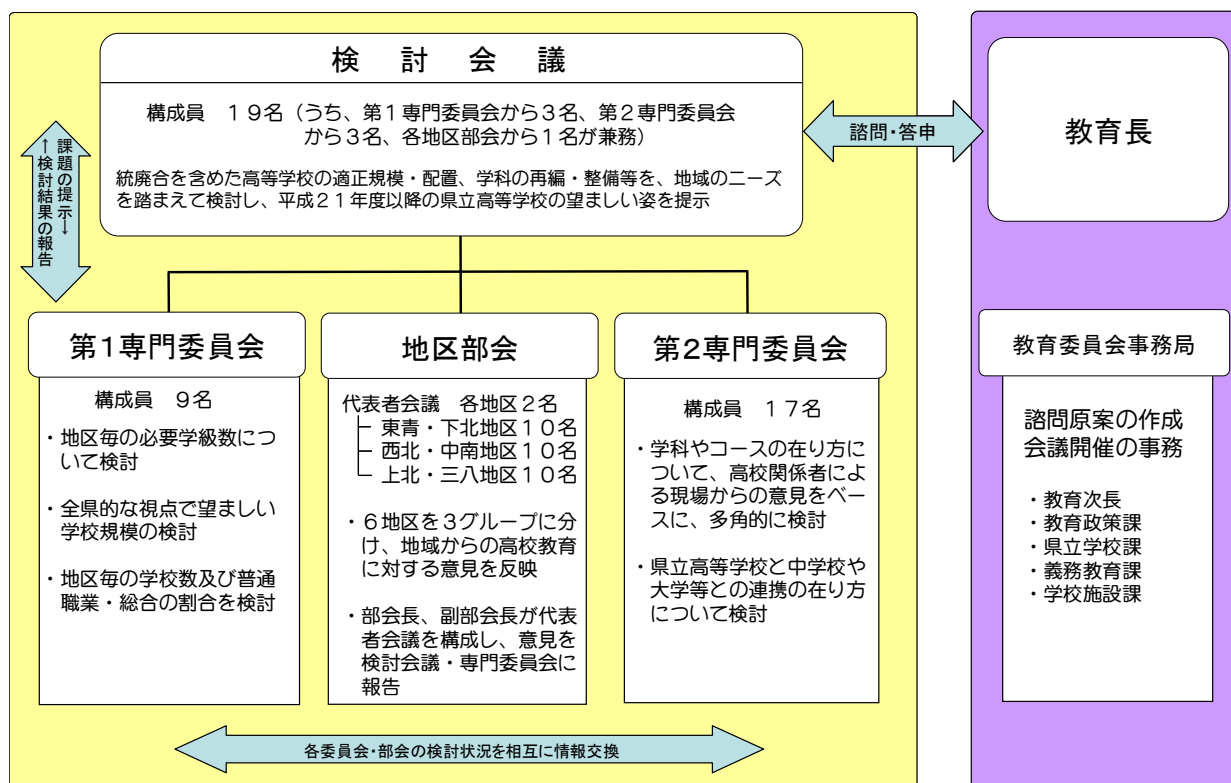 検 討 会 議
構成員 １９名（うち、第１専門委員会から３名、第２専門委員会
から３名、各地区部会から１名が兼務）
統廃合を含めた高等学校の適正規模・配置、学科の再編・整備等を、地域のニーズ
を踏まえて検討し、平成２１年度以降の県立高等学校の望ましい姿を提示
課題の提示→
←検討結果の報告
諮問・答申
教育長
第1専門委員会
構成員 ９名
・地区毎の必要学級数につ
いて検討
・全県的な視点で望ましい
学校規模の検討
・地区毎の学校数及び普通
職業・総合の割合を検討
地区部会
代表者会議 各地区２名
東青・下北地区１０名
西北・中南地区１０名
上北・三八地区１０名
・６地区を３グループに分
け、地域からの高校教育
に対する意見を反映
・部会長、副部会長が代表
者会議を構成し、意見を
検討会議・専門委員会に
報告
第2専門委員会
構成員 １７名
・学科やコースの在り方に
ついて、高校関係者によ
る現場からの意見をベー
スに、多角的に検討
・県立高等学校と中学校や
大学等との連携の在り方
について検討
教育委員会事務局
諮問原案の作成
会議開催の事務
・教育次長
・教育政策課
・県立学校課
・義務教育課
・学校施設課
各委員会・部会の検討状況を相互に情報交換